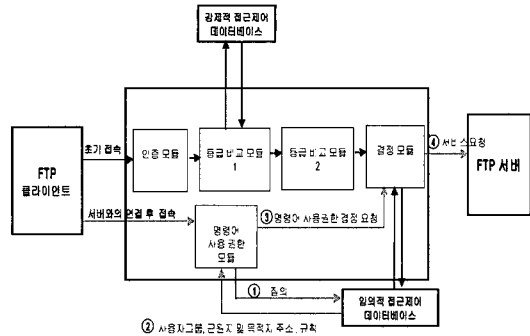 강제적 접근제어
데이터베이스
FTP
클라이언트
초기 접속
인증 모듈
등급 비교 모듈
1
등급 비교 모듈
2
결정 모듈
④ 서비스 요청
FTP 서버
서버와의 연결 후 접속
명령어
사용권한
모듈
③ 명령어 사용권한 결정 요청
① 질의
임의적 접근제어
데이터베이스
② 사용자그룹, 근원지 및 목적지 주소, 규칙